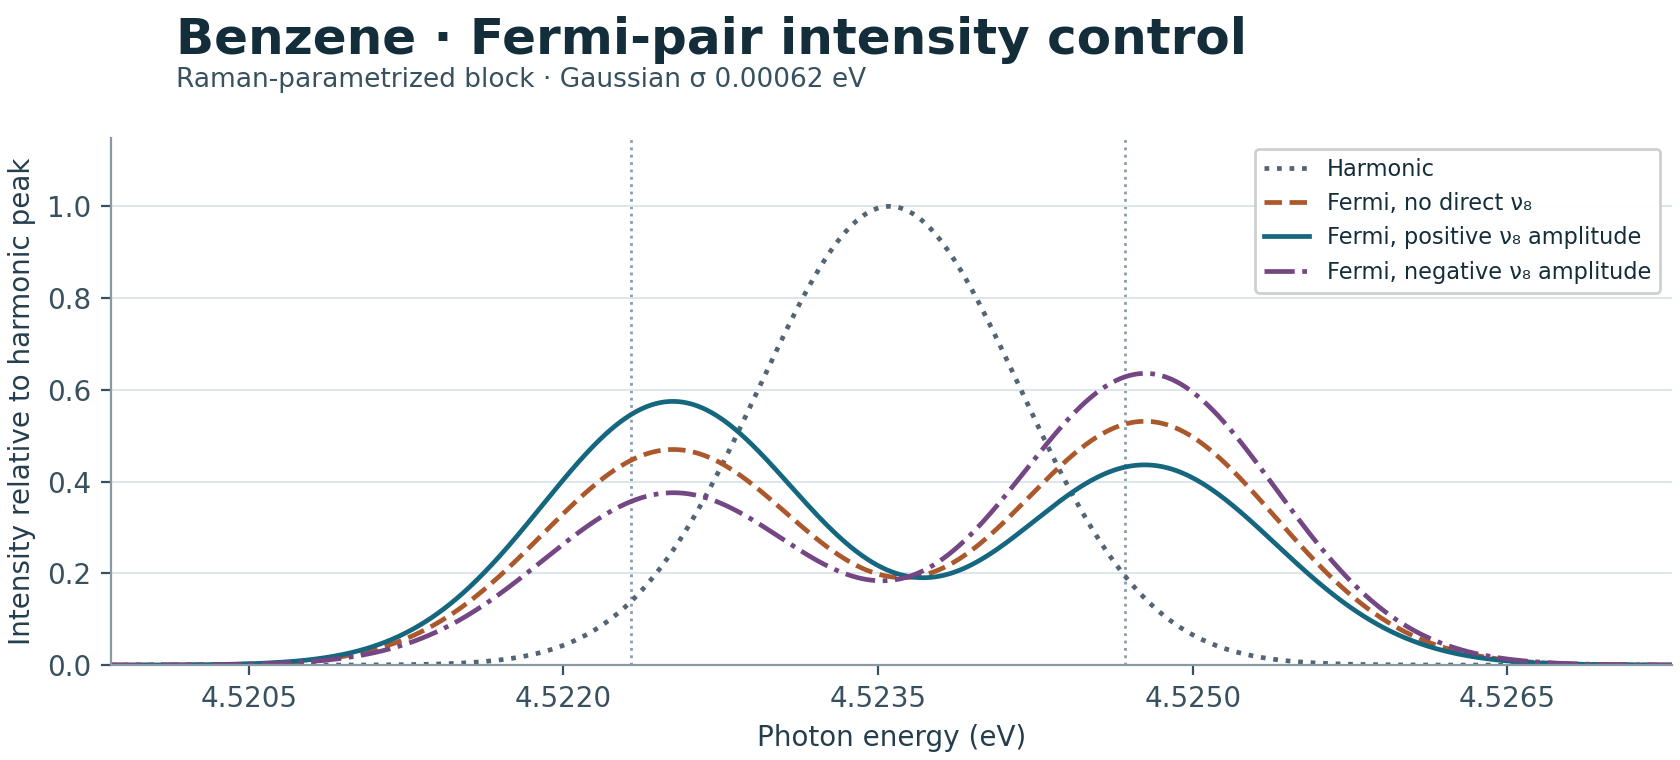 Benzene · Fermi-pair intensity control
Raman-parametrized block · Gaussian σ 0.00062 eV
Intensity relative to harmonic peak
1.0
0.8
0.6
0.4
0.2
0.0
Harmonic
Fermi, no direct ν₈
Fermi, positive ν₈ amplitude
Fermi, negative ν₈ amplitude
4.5205 4.5220 4.5235 4.5250 4.5265
Photon energy (eV)